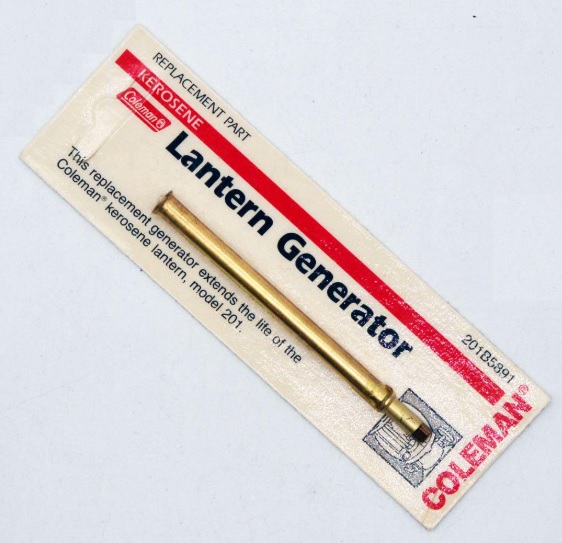 REPLACEMENT PART
KEROSENE
Coleman
Lantern Generator
This replacement generator extends the life of the
Coleman® kerosene lantern, model 201.
201B5891
COLEMAN®